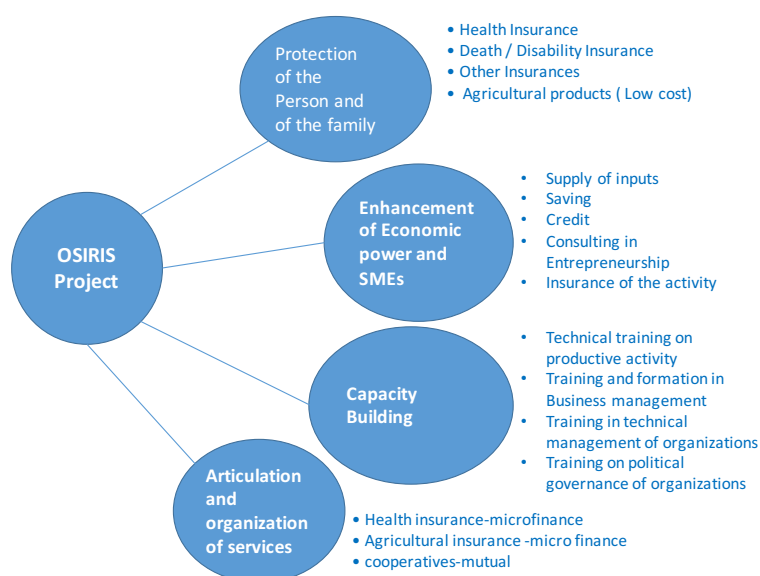 OSIRIS
Project
Protection
of the
Person and
of the family
• Health Insurance
• Death / Disability Insurance
• Other Insurances
• Agricultural products ( Low cost)
Enhancement
of Economic
power and
SMEs
• Supply of inputs
• Saving
• Credit
• Consulting in
Entrepreneurship
• Insurance of the activity
Capacity
Building
• Technical training on
productive activity
• Training and formation in
Business management
• Training in technical
management of organizations
• Training on political
governance of organizations
Articulation
and
organization
of services
• Health insurance-microfinance
• Agricultural insurance -micro finance
• cooperatives-mutual